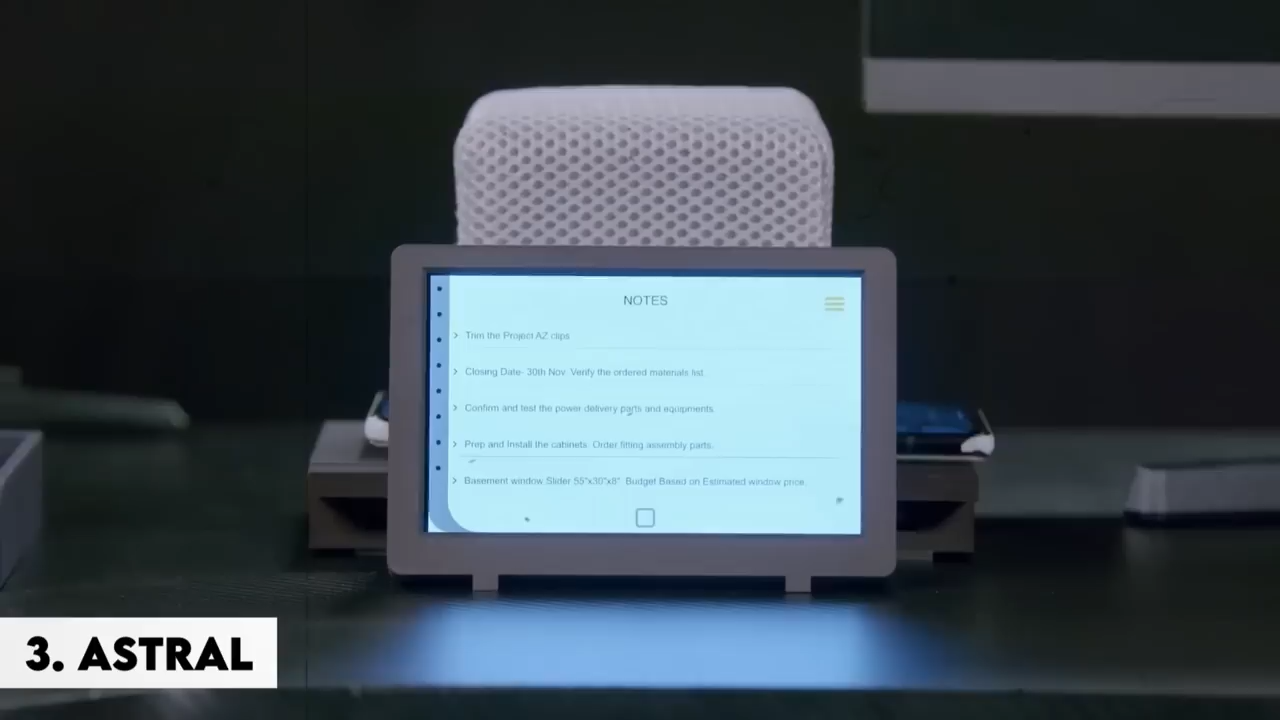 NOTES
> Trim the Project AZ clips
> Closing Date- 30th Nov. Verify the ordered materials list.
> Confirm and test the power delivery parts and equipments.
> Prep and Install the cabinets. Order fitting assembly parts.
> Basement window Slider 55"x30"x8". Budget Based on Estimated window price.
3. ASTRAL